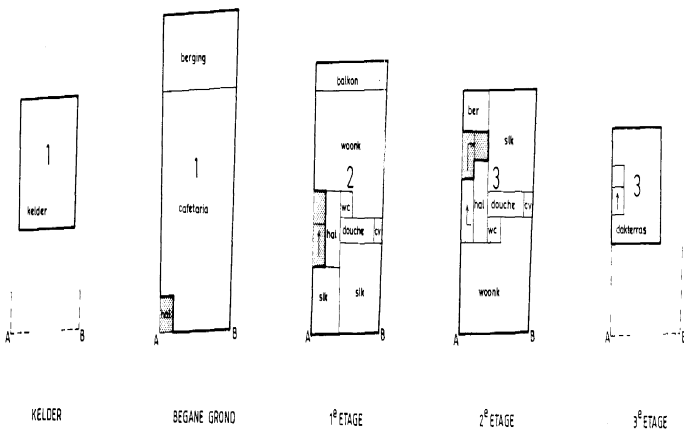 1
kelder
A B
KELDER
berging
1
cafetaria
hal
A B
BEGANE GROND
balkon
woonk
2
wc
hal douche cv
slk slk
A B
1e ETAGE
ber
slk
3
hal douche cv
wc
woonk
A B
2e ETAGE
3
dakterras
A B
3e ETAGE